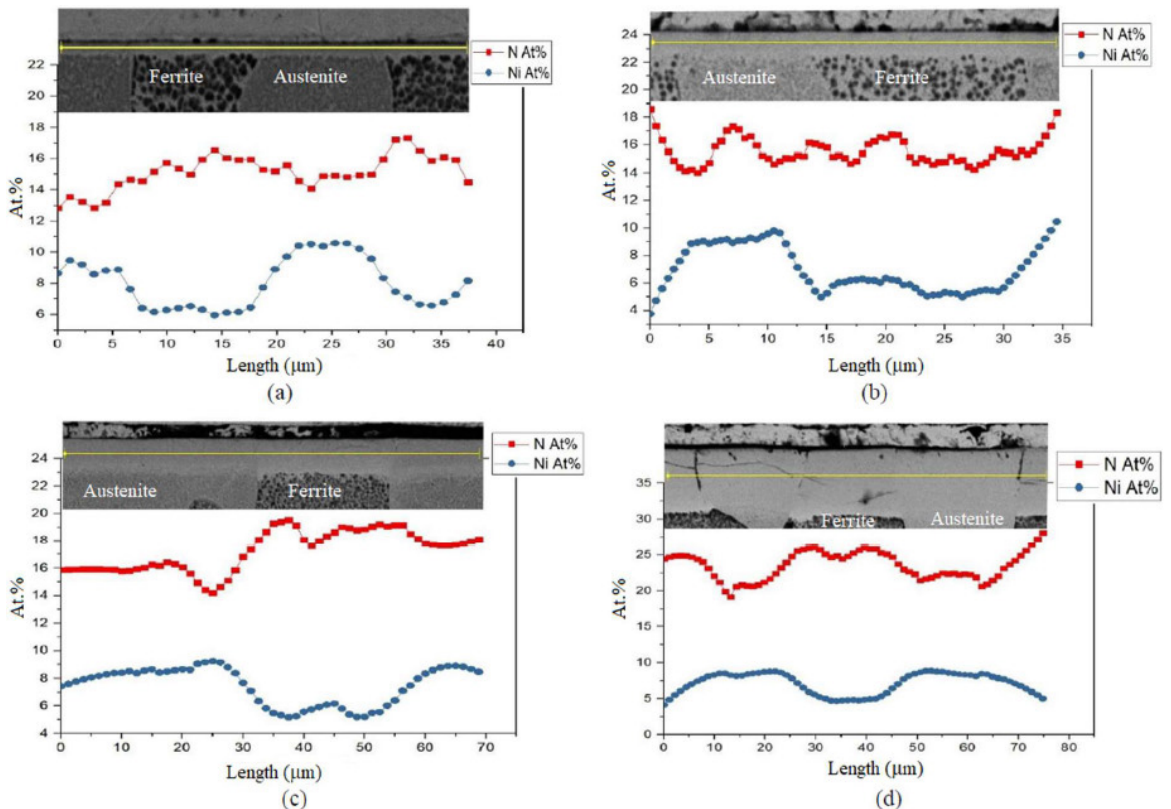 N At%
Ni At%
Ferrite
Austenite
22
20
18
16
14
12
10
8
6
At.%
0
5
10
15
20
25
30
35
40
Length (μm)
(a)
N At%
Ni At%
Austenite
Ferrite
24
22
20
18
16
14
12
10
8
6
4
At.%
0
5
10
15
20
25
30
35
Length (μm)
(b)
N At%
Ni At%
Austenite
Ferrite
24
22
20
18
16
14
12
10
8
6
4
At.%
0
10
20
30
40
50
60
70
Length (μm)
(c)
N At%
Ni At%
Ferrite
Austenite
35
30
25
20
15
10
5
0
At.%
0
10
20
30
40
50
60
70
80
Length (μm)
(d)